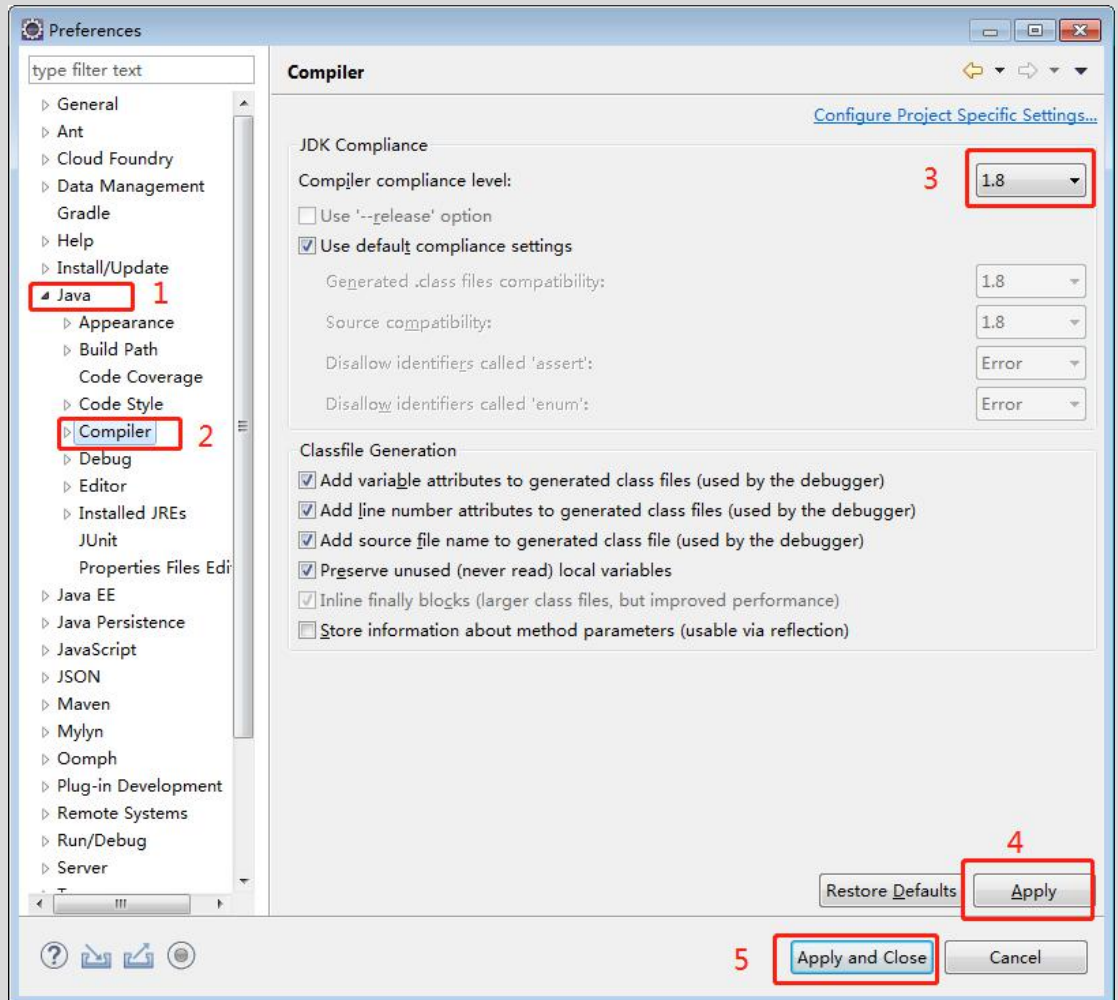 Preferences
type filter text
General
Ant
Cloud Foundry
Data Management
Gradle
Help
Install/Update
Java 1
Appearance
Build Path
Code Coverage
Code Style
Compiler 2
Debug
Editor
Installed JREs
JUnit
Properties Files Edi
Java EE
Java Persistence
JavaScript
JSON
Maven
Mylyn
Oomph
Plug-in Development
Remote Systems
Run/Debug
Server
Compiler
Configure Project Specific Settings...
JDK Compliance
Compiler compliance level: 3 1.8
Use '--release' option
Use default compliance settings
Generated .class files compatibility: 1.8
Source compatibility: 1.8
Disallow identifiers called 'assert': Error
Disallow identifiers called 'enum': Error
Classfile Generation
Add variable attributes to generated class files (used by the debugger)
Add line number attributes to generated class files (used by the debugger)
Add source file name to generated class file (used by the debugger)
Preserve unused (never read) local variables
Inline finally blocks (larger class files, but improved performance)
Store information about method parameters (usable via reflection)
4
Restore Defaults Apply
5 Apply and Close Cancel